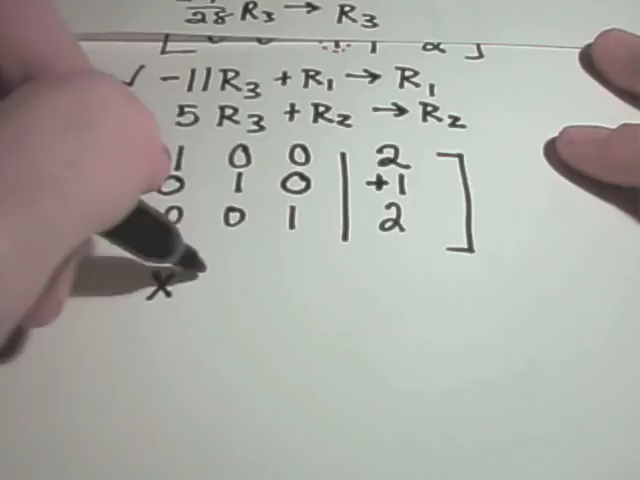 28 R₃ → R₃
✓ -11R₃ + R₁ → R₁
5 R₃ + R₂ → R₂
1 0 0 | 2
0 1 0 | +1
0 0 1 | 2 ]
x